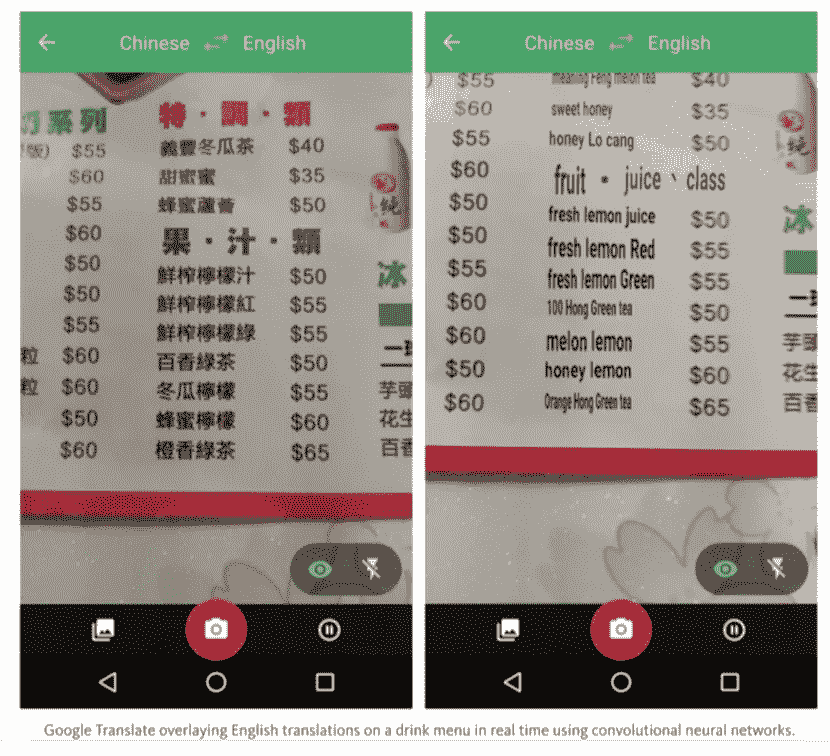 Chinese English
奶系列
版) $55
$60
$55
$60
$50
$50
$55
粒 $60
粒 $60
$50
$60
特·調·類
義豐冬瓜茶 $40
甜蜜蜜 $35
蜂蜜蘆薈 $50
果·汁·類
鮮榨檸檬汁 $50
鮮榨檸檬紅 $55
鮮榨檸檬綠 $55
百香綠茶 $50
冬瓜檸檬 $55
蜂蜜檸檬 $60
橙香綠茶 $65
純
冰
芋頭
花生
百香
Chinese English
) $55
$60
$55
$60
$50
$50
$55
$60
$60
$50
$60
meaning Feng melon tea $40
sweet honey $35
honey Lo cang $50
fruit · juice、class
fresh lemon juice $50
fresh lemon Red $55
fresh lemon Green $55
100 Hong Green tea $50
melon lemon $55
honey lemon $60
Orange Hong Green tea $65
純
冰
芋頭
花生
百香
Google Translate overlaying English translations on a drink menu in real time using convolutional neural networks.